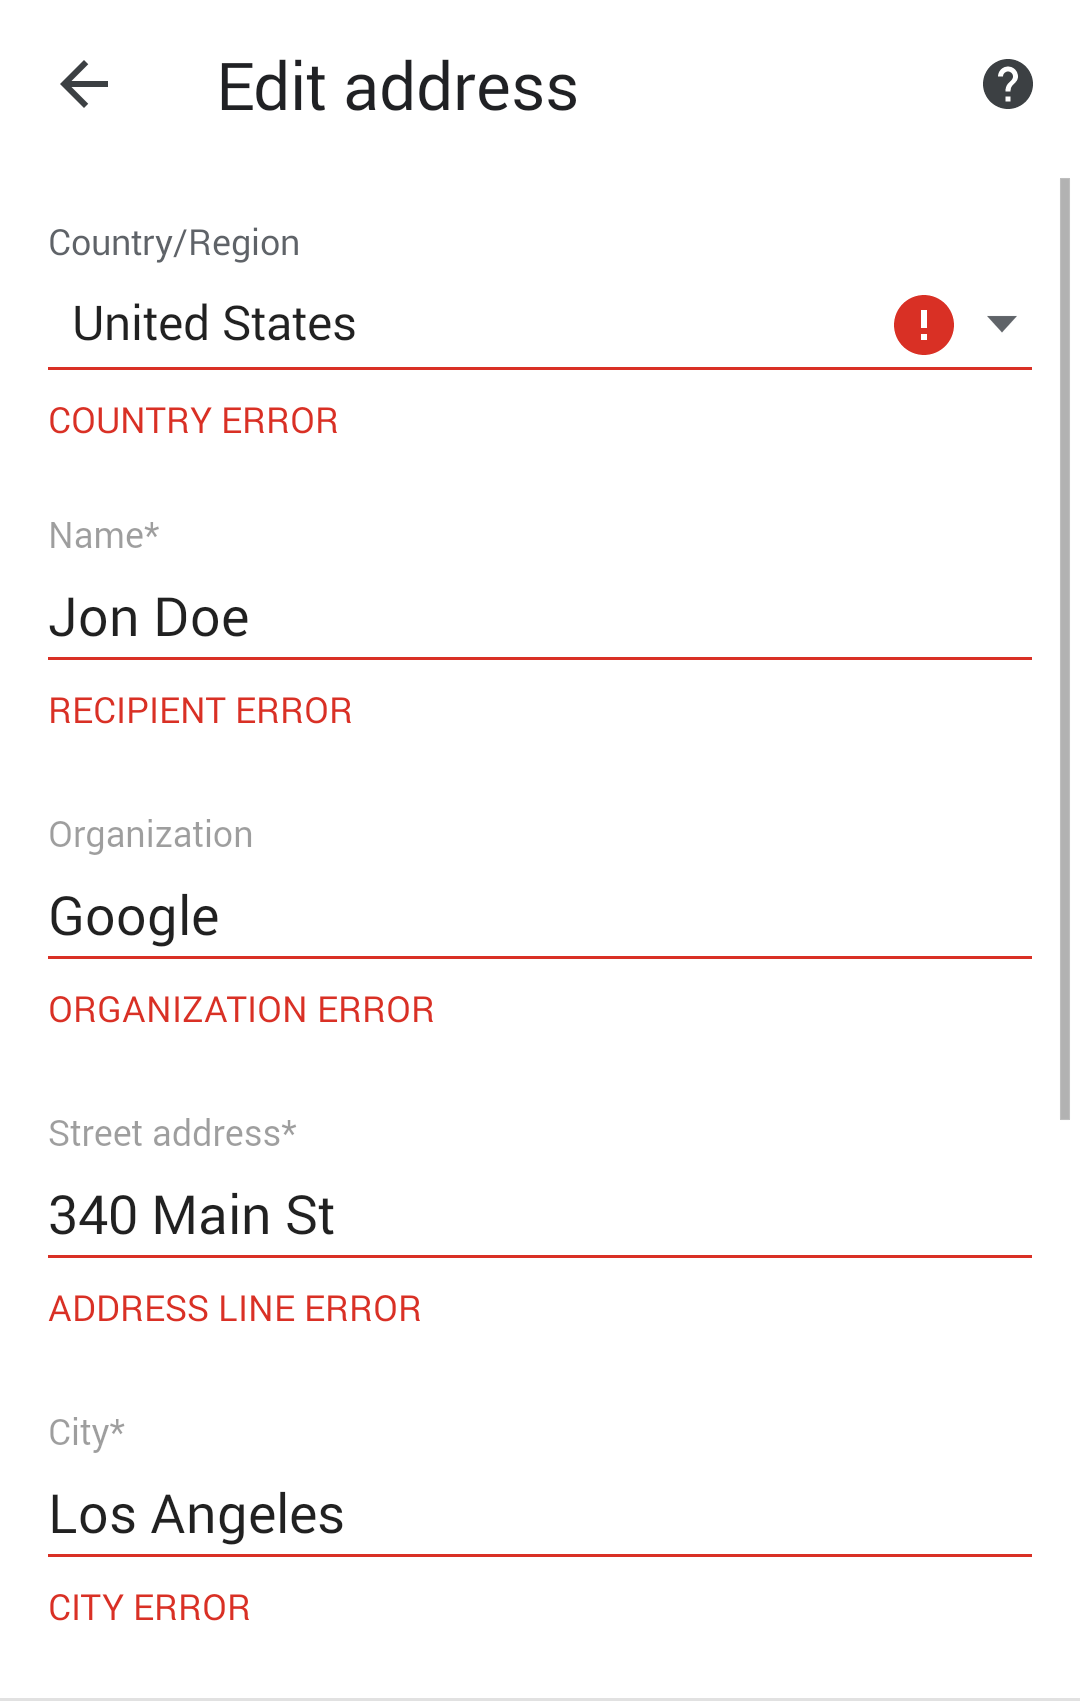 Edit address
Country/Region
United States
COUNTRY ERROR
Name*
Jon Doe
RECIPIENT ERROR
Organization
Google
ORGANIZATION ERROR
Street address*
340 Main St
ADDRESS LINE ERROR
City*
Los Angeles
CITY ERROR